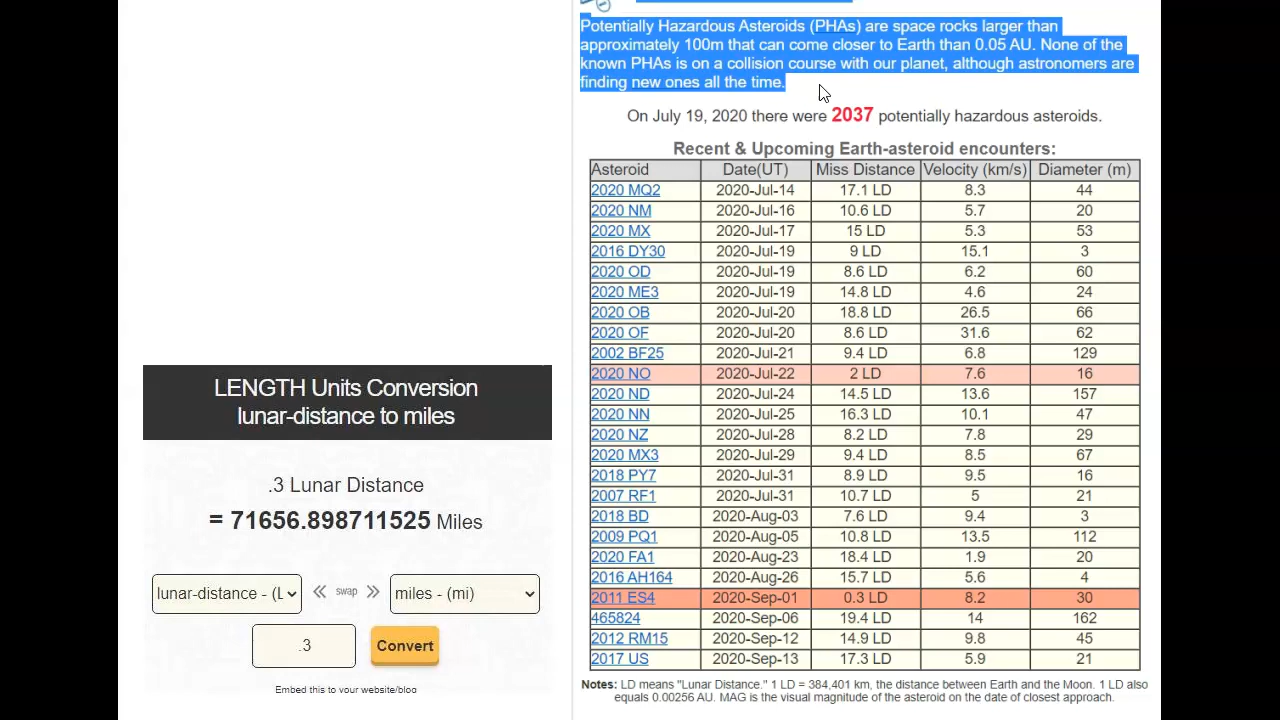 Potentially Hazardous Asteroids (PHAs) are space rocks larger than
approximately 100m that can come closer to Earth than 0.05 AU. None of the
known PHAs is on a collision course with our planet, although astronomers are
finding new ones all the time.
On July 19, 2020 there were 2037 potentially hazardous asteroids.
Recent & Upcoming Earth-asteroid encounters:
Asteroid Date(UT) Miss Distance Velocity (km/s) Diameter (m)
2020 MQ2 2020-Jul-14 17.1 LD 8.3 44
2020 NM 2020-Jul-16 10.6 LD 5.7 20
2020 MX 2020-Jul-17 15 LD 5.3 53
2016 DY30 2020-Jul-19 9 LD 15.1 3
2020 OD 2020-Jul-19 8.6 LD 6.2 60
2020 ME3 2020-Jul-19 14.8 LD 4.6 24
2020 OB 2020-Jul-20 18.8 LD 26.5 66
2020 OF 2020-Jul-20 8.6 LD 31.6 62
2002 BF25 2020-Jul-21 9.4 LD 6.8 129
2020 NO 2020-Jul-22 2 LD 7.6 16
2020 ND 2020-Jul-24 14.5 LD 13.6 157
2020 NN 2020-Jul-25 16.3 LD 10.1 47
2020 NZ 2020-Jul-28 8.2 LD 7.8 29
2020 MX3 2020-Jul-29 9.4 LD 8.5 67
2018 PY7 2020-Jul-31 8.9 LD 9.5 16
2007 RF1 2020-Jul-31 10.7 LD 5 21
2018 BD 2020-Aug-03 7.6 LD 9.4 3
2009 PQ1 2020-Aug-05 10.8 LD 13.5 112
2020 FA1 2020-Aug-23 18.4 LD 1.9 20
2016 AH164 2020-Aug-26 15.7 LD 5.6 4
2011 ES4 2020-Sep-01 0.3 LD 8.2 30
465824 2020-Sep-06 19.4 LD 14 162
2012 RM15 2020-Sep-12 14.9 LD 9.8 45
2017 US 2020-Sep-13 17.3 LD 5.9 21
Notes: LD means "Lunar Distance." 1 LD = 384,401 km, the distance between Earth and the Moon. 1 LD also
equals 0.00256 AU. MAG is the visual magnitude of the asteroid on the date of closest approach.
LENGTH Units Conversion
lunar-distance to miles
.3 Lunar Distance
= 71656.898711525 Miles
lunar-distance - (L
swap
miles - (mi)
.3
Convert
Embed this to your website/blog